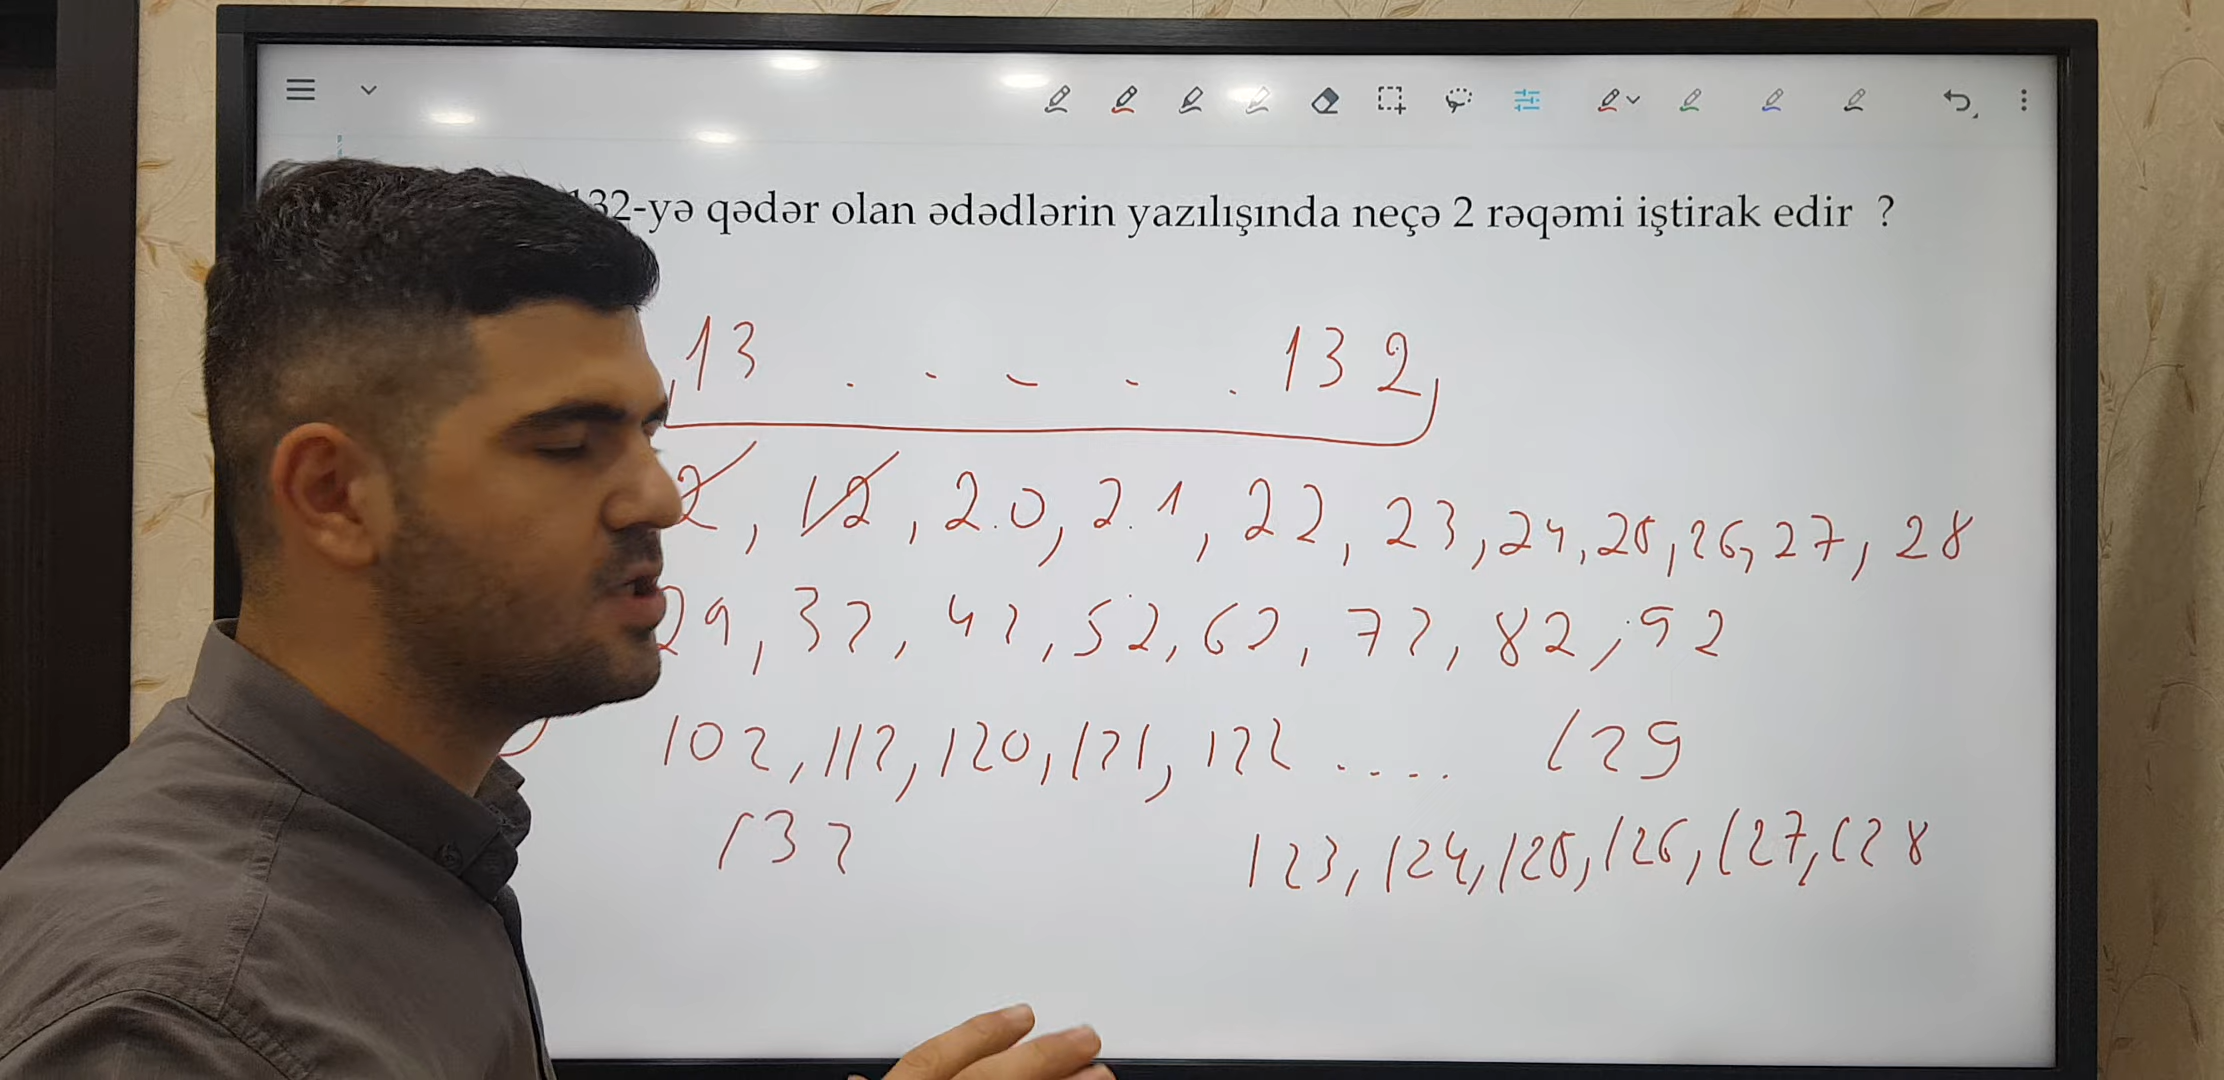 132-yə qədər olan ədədlərin yazılışında neçə 2 rəqəmi iştirak edir ?
13 . . - . . 132
2, 12, 20, 21, 22, 23, 24, 25, 26, 27, 28
29, 32, 42, 52, 62, 72, 82, 92
102, 112, 120, 121, 122 .... 129
132 123, 124, 125, 126, 127, 128